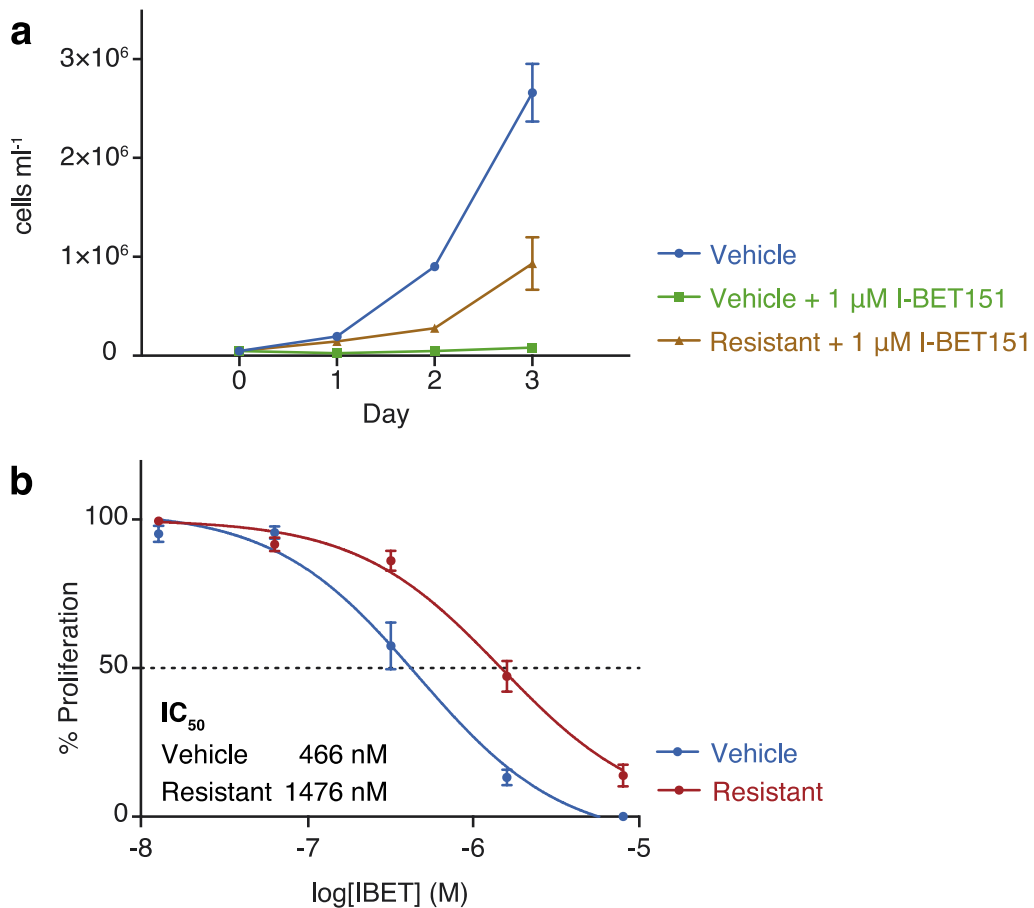 a
3×10⁶
2×10⁶
1×10⁶
0
cells ml⁻¹
0 1 2 3
Day
Vehicle
Vehicle + 1 µM I-BET151
Resistant + 1 µM I-BET151
b
100
50
0
% Proliferation
IC₅₀
Vehicle 466 nM
Resistant 1476 nM
-8 -7 -6 -5
log[IBET] (M)
Vehicle
Resistant